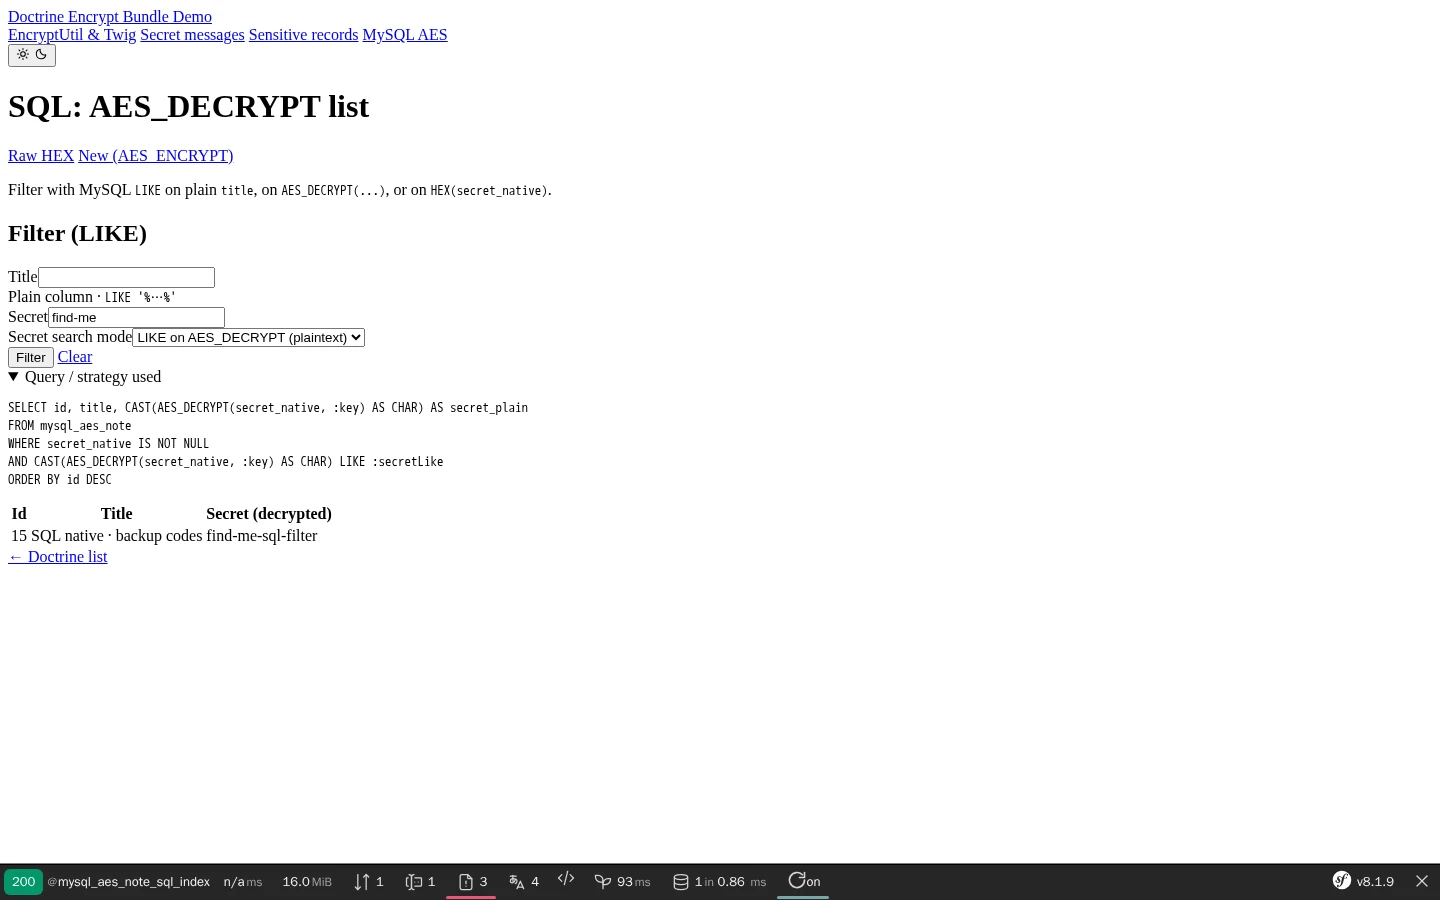 Doctrine Encrypt Bundle Demo
EncryptUtil & Twig Secret messages Sensitive records MySQL AES
SQL: AES_DECRYPT list
Raw HEX New (AES_ENCRYPT)
Filter with MySQL LIKE on plain title, on AES_DECRYPT(...), or on HEX(secret_native).
Filter (LIKE)
Title
Plain column · LIKE '%…%'
Secret find-me
Secret search mode LIKE on AES_DECRYPT (plaintext)
Filter Clear
Query / strategy used
SELECT id, title, CAST(AES_DECRYPT(secret_native, :key) AS CHAR) AS secret_plain
FROM mysql_aes_note
WHERE secret_native IS NOT NULL
AND CAST(AES_DECRYPT(secret_native, :key) AS CHAR) LIKE :secretLike
ORDER BY id DESC
Id Title Secret (decrypted)
15 SQL native · backup codes find-me-sql-filter
← Doctrine list
200 @mysql_aes_note_sql_index n/a ms 16.0 MiB 1 1 3 4 93 ms 1 in 0.86 ms on v8.1.9